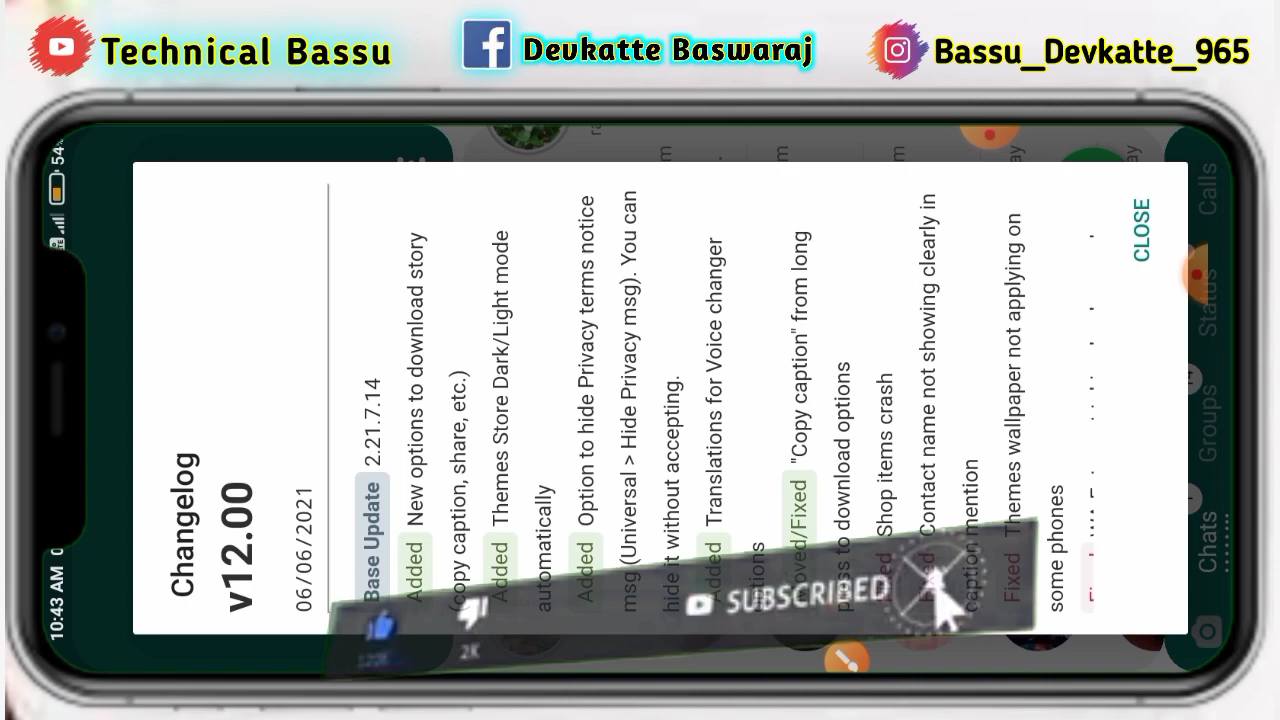 Technical Bassu
Devkatte Baswaraj
Bassu_Devkatte_965
10:43 AM
54
Changelog
v12.00
06/06/2021
Base Update 2.21.7.14
Added New options to download story
(copy caption, share, etc.)
Added Themes Store Dark/Light mode
automatically
Added Option to hide Privacy terms notice
msg (Universal > Hide Privacy msg). You can
hide it without accepting.
Added Translations for Voice changer
"Copy caption" from long
to download options
Shop items crash
Contact name not showing clearly in
caption mention
Fixed Themes wallpaper not applying on
some phones
CLOSE
Chats
Groups
Status
Calls
2K
SUBSCRIBED